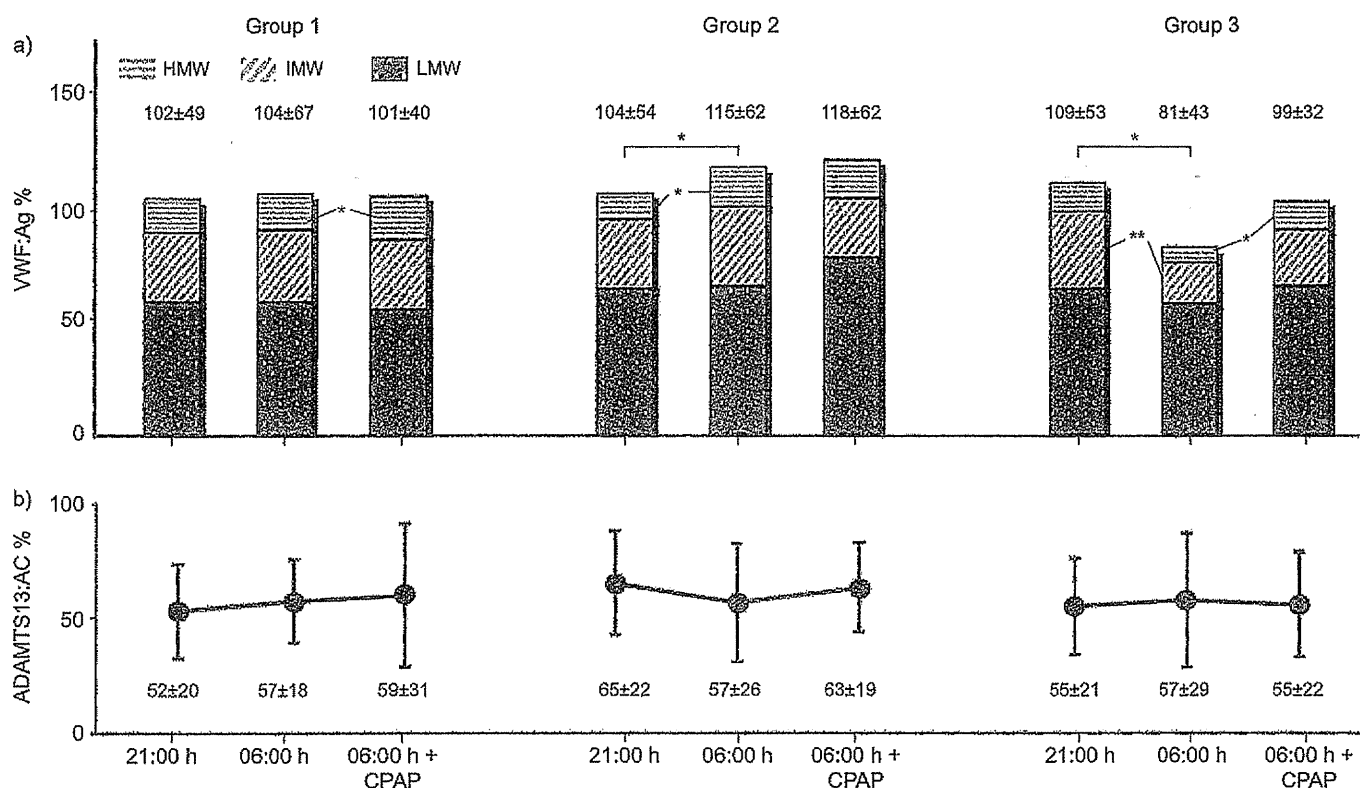 Group 1 Group 2 Group 3
a)
HMW IMW LMW
150
102±49 104±67 101±40 104±54 115±62 118±62 109±53 81±43 99±32
* *
* * ** *
100
VWF:Ag %
50
0
b)
100
ADAMTS13:AC %
50
52±20 57±18 59±31 65±22 57±26 63±19 55±21 57±29 55±22
0
21:00 h 06:00 h 06:00 h + 21:00 h 06:00 h 06:00 h + 21:00 h 06:00 h 06:00 h +
CPAP CPAP CPAP